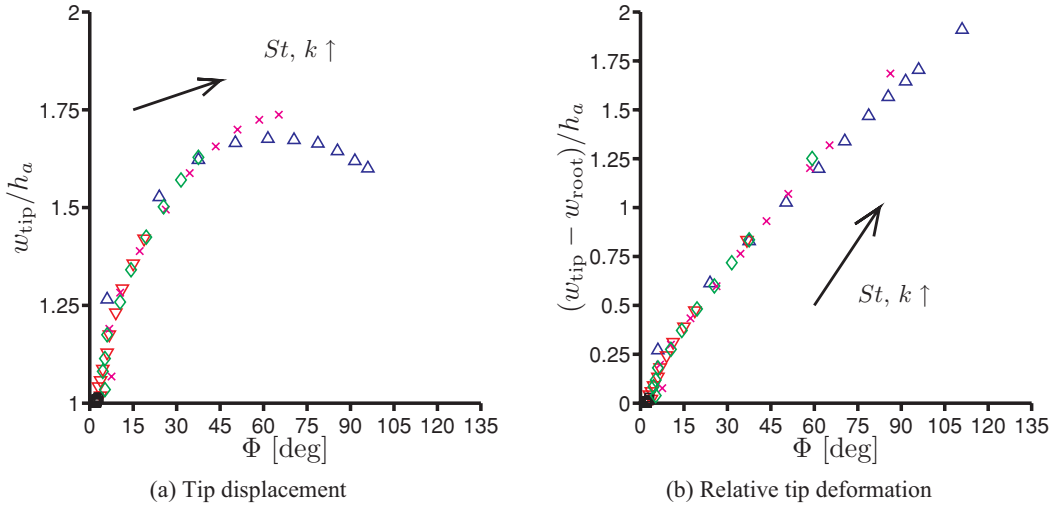 2
1.75
1.5
1.25
1
w_tip/h_a
St, k ↑
0 15 30 45 60 75 90 105 120 135
Φ [deg]
(a) Tip displacement
2
1.75
1.5
1.25
1
0.75
0.5
0.25
0
(w_tip − w_root)/h_a
St, k ↑
0 15 30 45 60 75 90 105 120 135
Φ [deg]
(b) Relative tip deformation